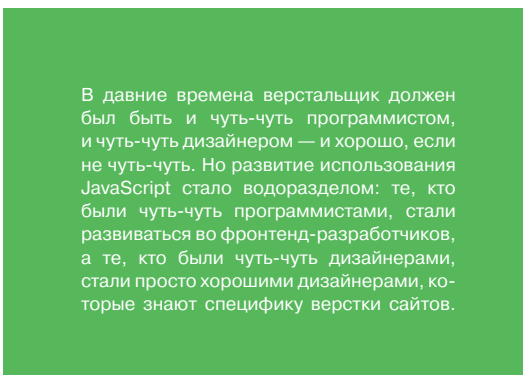 В давние времена верстальщик должен
был быть и чуть-чуть программистом,
и чуть-чуть дизайнером — и хорошо, если
не чуть-чуть. Но развитие использования
JavaScript стало водоразделом: те, кто
были чуть-чуть программистами, стали
развиваться во фронтенд-разработчиков,
а те, кто были чуть-чуть дизайнерами,
стали просто хорошими дизайнерами, ко-
торые знают специфику верстки сайтов.